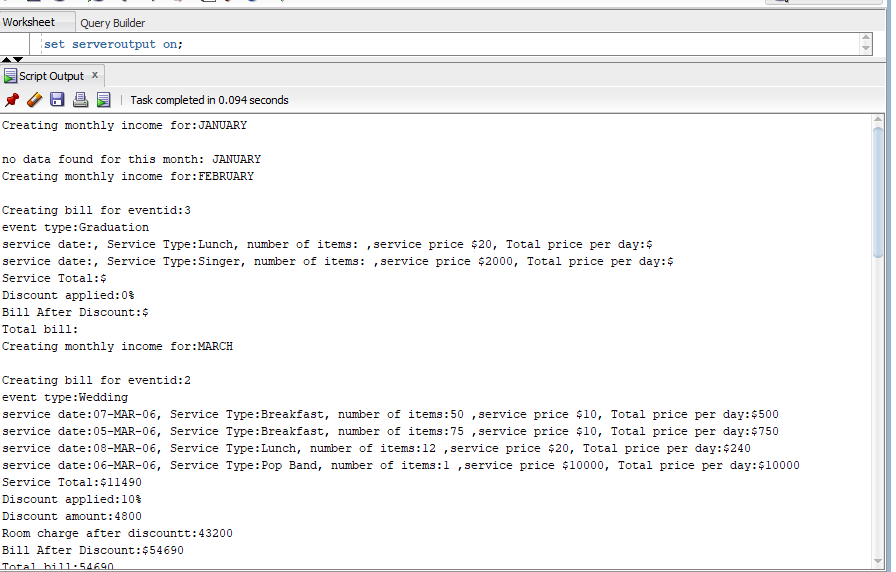 Worksheet Query Builder
set serveroutput on;
Script Output x
Task completed in 0.094 seconds
Creating monthly income for:JANUARY
no data found for this month: JANUARY
Creating monthly income for:FEBRUARY
Creating bill for eventid:3
event type:Graduation
service date:, Service Type:Lunch, number of items: ,service price $20, Total price per day:$
service date:, Service Type:Singer, number of items: ,service price $2000, Total price per day:$
Service Total:$
Discount applied:0%
Bill After Discount:$
Total bill:
Creating monthly income for:MARCH
Creating bill for eventid:2
event type:Wedding
service date:07-MAR-06, Service Type:Breakfast, number of items:50 ,service price $10, Total price per day:$500
service date:05-MAR-06, Service Type:Breakfast, number of items:75 ,service price $10, Total price per day:$750
service date:08-MAR-06, Service Type:Lunch, number of items:12 ,service price $20, Total price per day:$240
service date:06-MAR-06, Service Type:Pop Band, number of items:1 ,service price $10000, Total price per day:$10000
Service Total:$11490
Discount applied:10%
Discount amount:4800
Room charge after discountt:43200
Bill After Discount:$54690
Total bill:54690